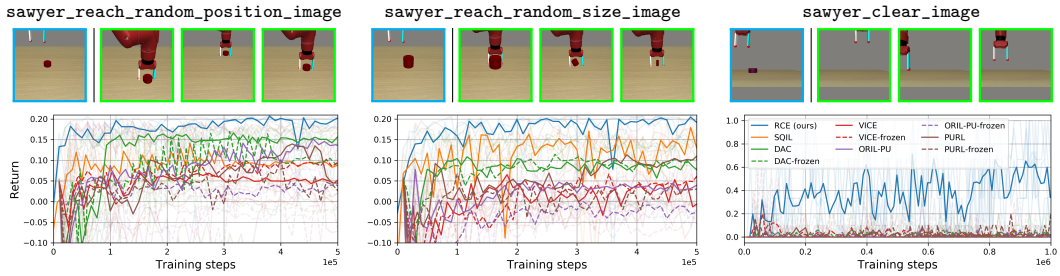 sawyer_reach_random_position_image
sawyer_reach_random_size_image
sawyer_clear_image
Return
0.20
0.15
0.10
0.05
0.00
−0.05
−0.10
0 1 2 3 4 5
Training steps
1e5
0.20
0.15
0.10
0.05
0.00
−0.05
−0.10
0 1 2 3 4 5
Training steps
1e5
1.0
0.8
0.6
0.4
0.2
0.0
RCE (ours)
SQIL
DAC
DAC-frozen
VICE
VICE-frozen
ORIL-PU
ORIL-PU-frozen
PURL
PURL-frozen
0.0 0.2 0.4 0.6 0.8 1.0
Training steps
1e6